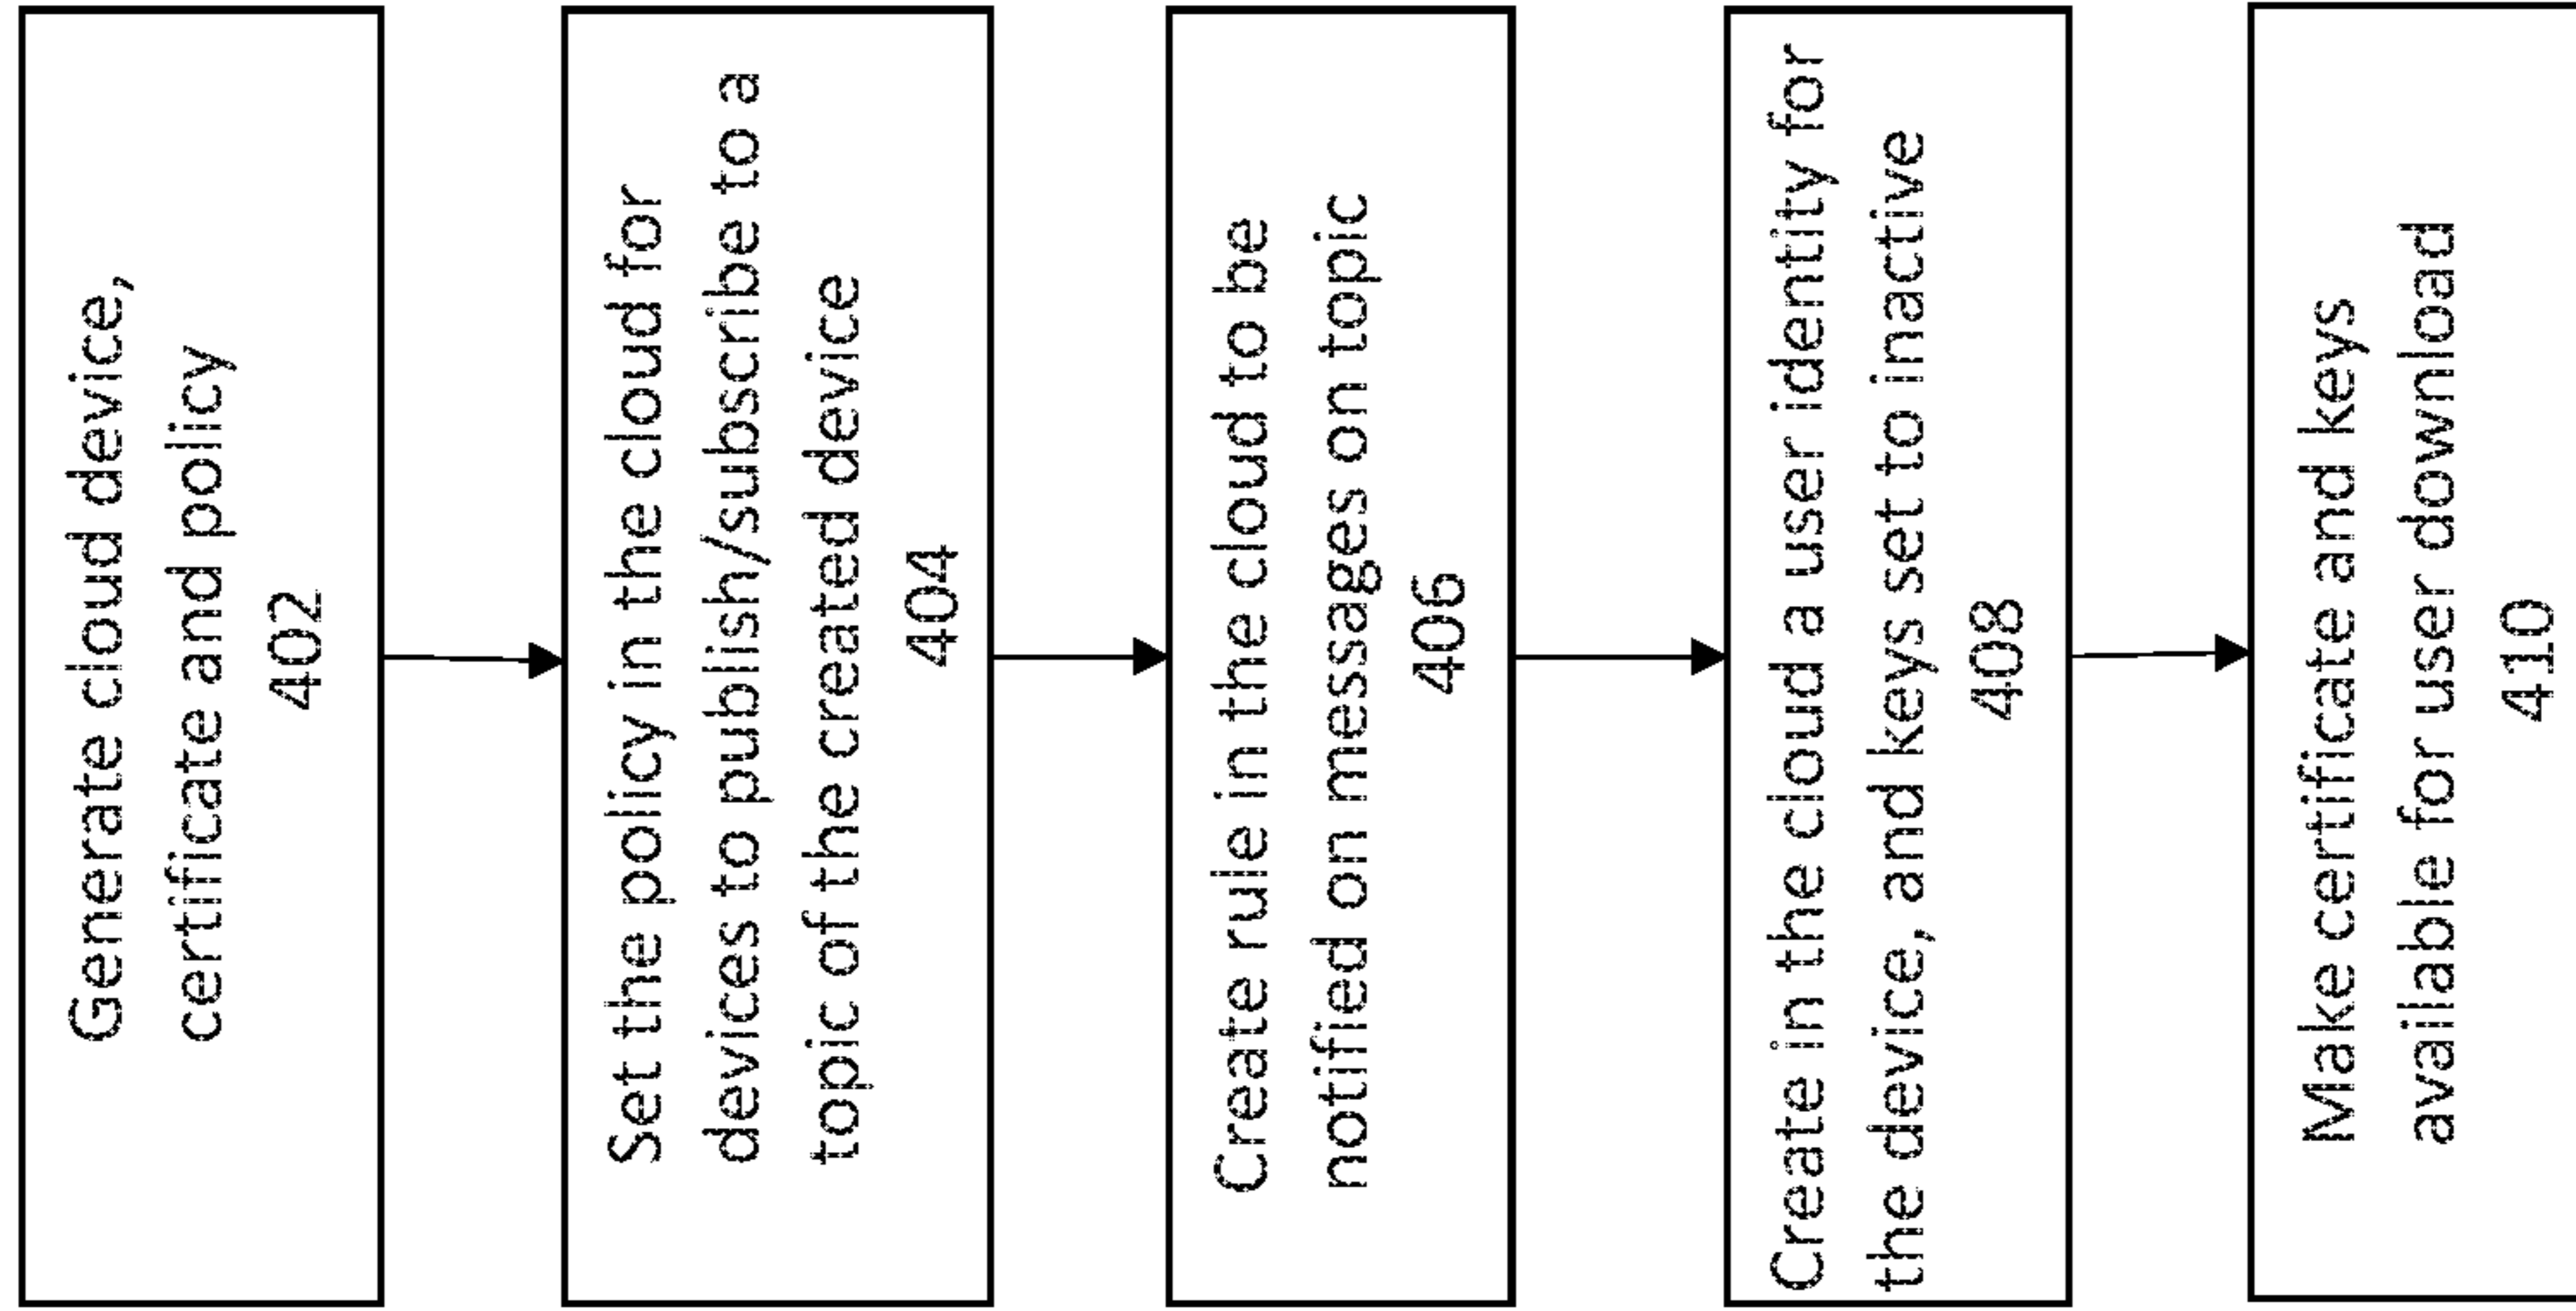 Generate cloud device,
certificate and policy
402
Set the policy in the cloud for
devices to publish/subscribe to a
topic of the created device
404
Create rule in the cloud to be
notified on messages on topic
406
Create in the cloud a user identity for
the device, and keys set to inactive
408
Make certificate and keys
available for user download
410